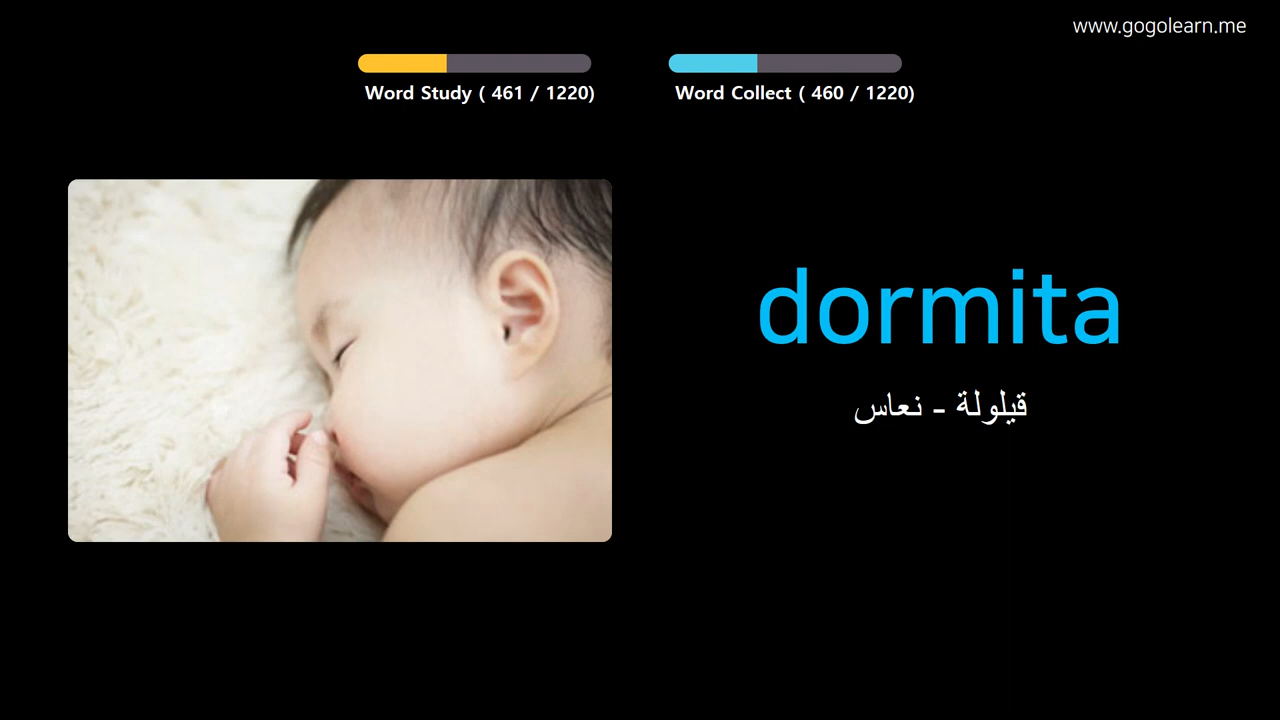 www.gogolearn.me
Word Study ( 461 / 1220)
Word Collect ( 460 / 1220)
dormita
قيلولة - نعاس